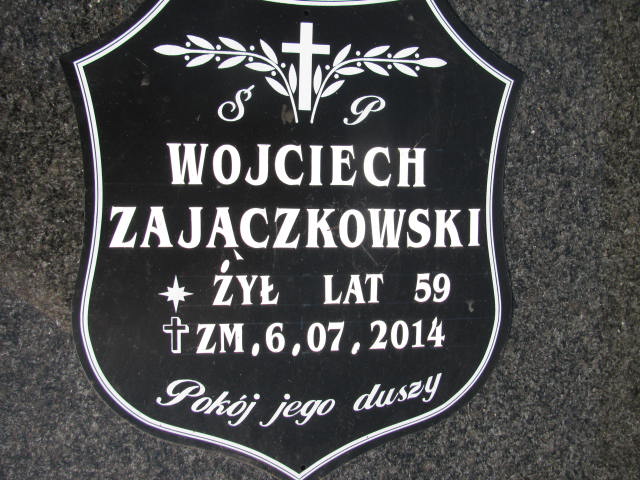 Ś P
WOJCIECH
ZAJĄCZKOWSKI
ŻYŁ LAT 59
ZM,6,07,2014
Pokój jego duszy